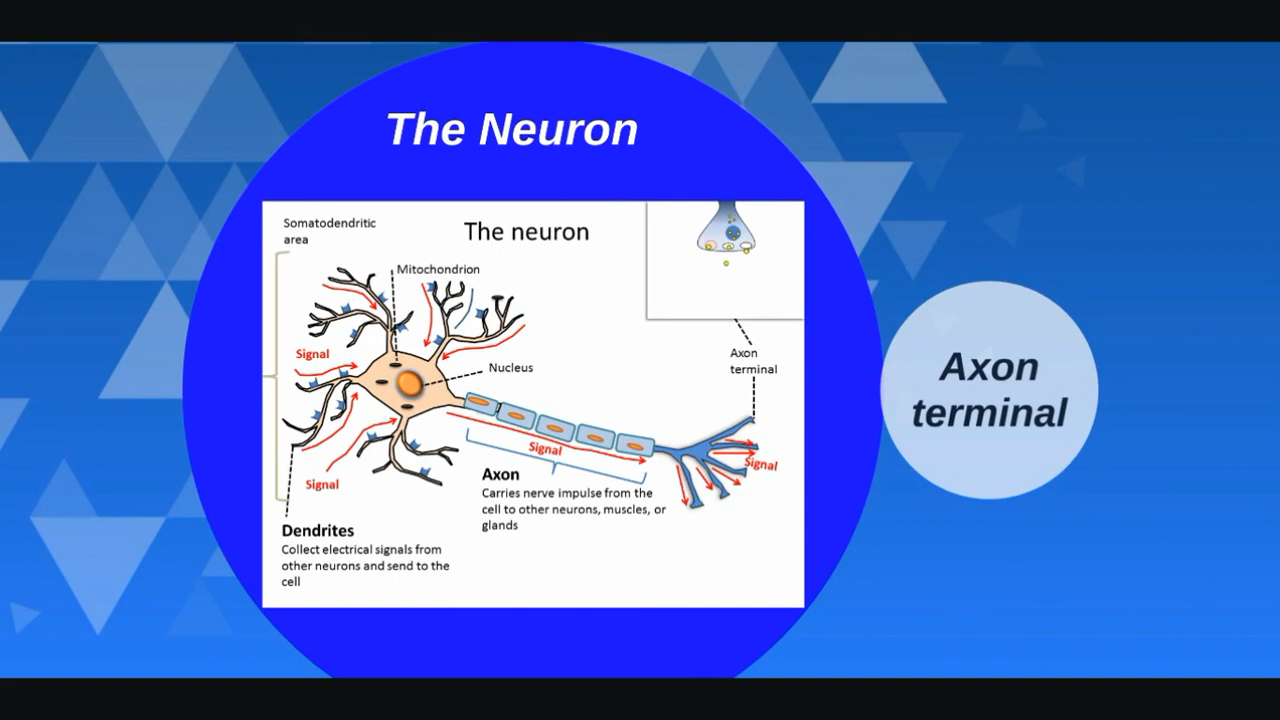 The Neuron
Somatodendritic
area
The neuron
Mitochondrion
Signal
Nucleus
Axon
terminal
Signal
Signal
Signal
Axon
Carries nerve impulse from the
cell to other neurons, muscles, or
glands
Dendrites
Collect electrical signals from
other neurons and send to the
cell
Axon
terminal